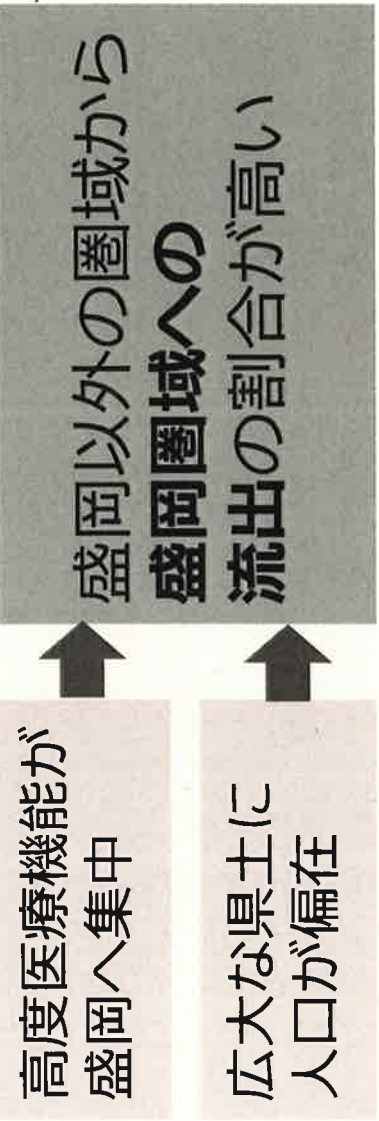 高度医療機能が
盛岡へ集中
広大な県土に
人口が偏在
盛岡以外の圏域から
盛岡圏域への
流出の割合が高い